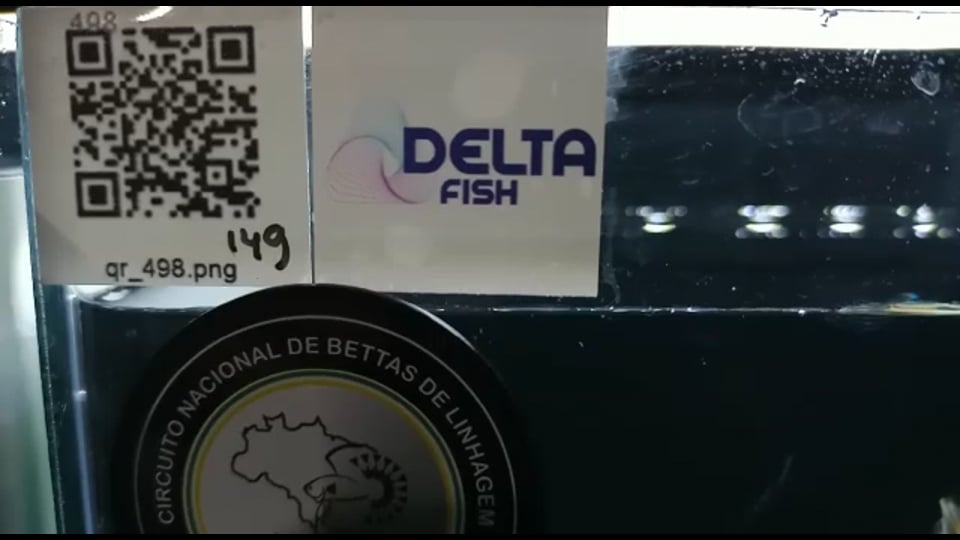 498
149
qr_498.png
DELTA
FISH
CIRCUITO NACIONAL DE BETTAS DE LINHAGEM